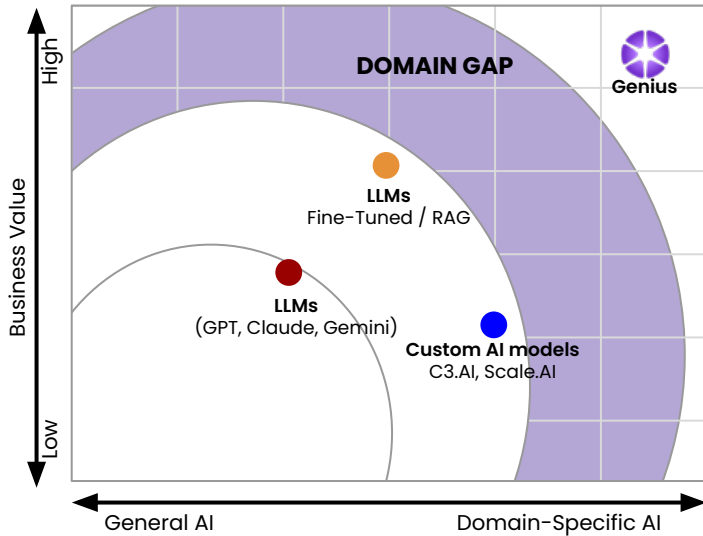 High
DOMAIN GAP
Genius
LLMs
Fine-Tuned / RAG
Business Value
LLMs
(GPT, Claude, Gemini)
Custom AI models
C3.AI, Scale.AI
Low
General AI
Domain-Specific AI